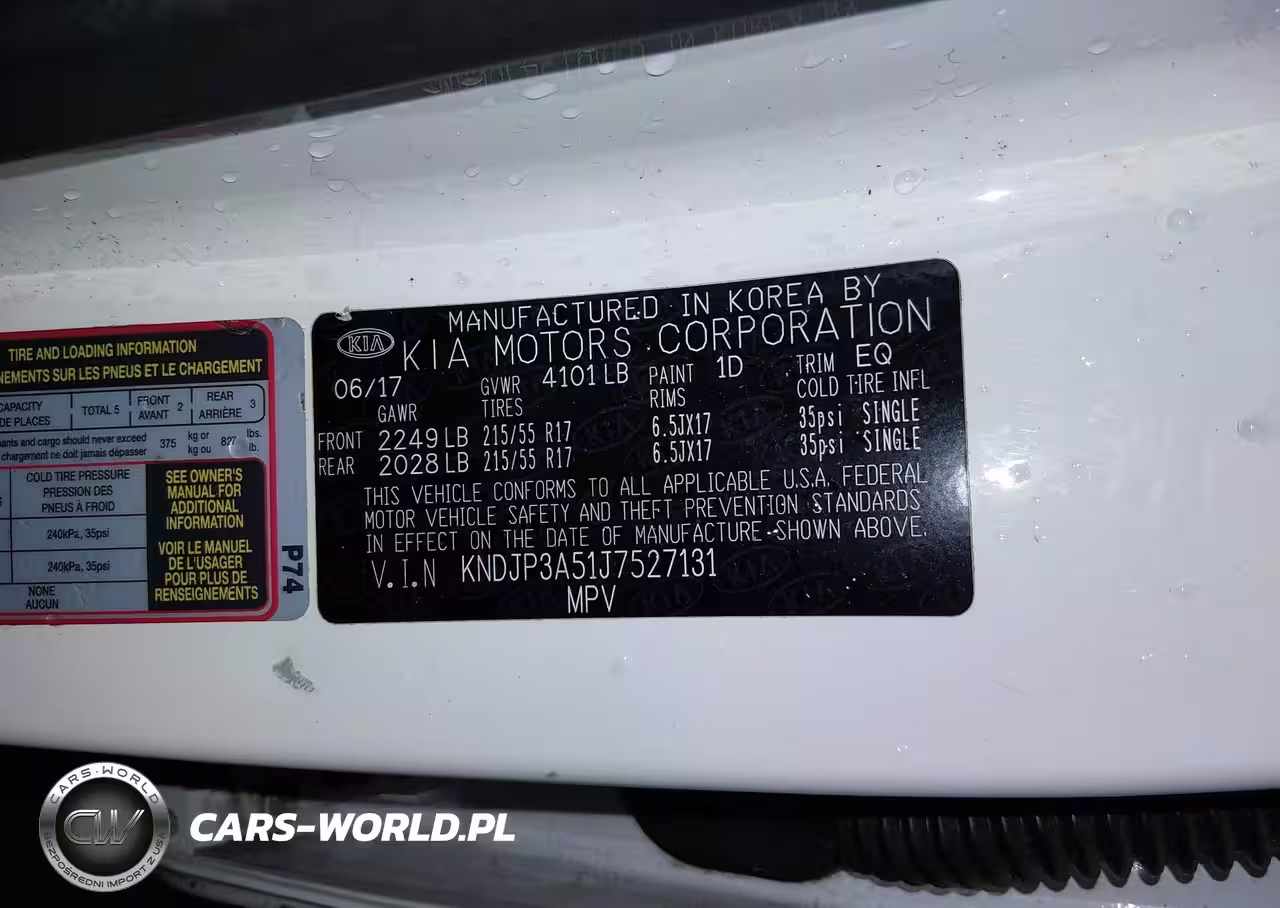 TIRE AND LOADING INFORMATION
NEMENTS SUR LES PNEUS ET LE CHARGEMENT
CAPACITY
DE PLACES
TOTAL 5
FRONT
AVANT 2
REAR
ARRIÈRE 3
ants and cargo should never exceed
chargement ne doit jamais dépasser
375
kg or
kg ou
827
lbs.
lb.
COLD TIRE PRESSURE
PRESSION DES
PNEUS À FROID
240kPa, 35psi
240kPa, 35psi
NONE
AUCUN
SEE OWNER'S
MANUAL FOR
ADDITIONAL
INFORMATION
VOIR LE MANUEL
DE L'USAGER
POUR PLUS DE
RENSEIGNEMENTS
P74
KIA
MANUFACTURED IN KOREA BY
KIA MOTORS CORPORATION
06/17 GVWR 4101LB PAINT 1D TRIM EQ
GAWR TIRES RIMS COLD TIRE INFL
FRONT 2249LB 215/55 R17 6.5JX17 35psi SINGLE
REAR 2028LB 215/55 R17 6.5JX17 35psi SINGLE
THIS VEHICLE CONFORMS TO ALL APPLICABLE U.S.A. FEDERAL
MOTOR VEHICLE SAFETY AND THEFT PREVENTION STANDARDS
IN EFFECT ON THE DATE OF MANUFACTURE SHOWN ABOVE.
V.I.N KNDJP3A51J7527131
MPV
CARS-WORLD
CW
BEZPOŚREDNI IMPORT Z USA
CARS-WORLD.PL